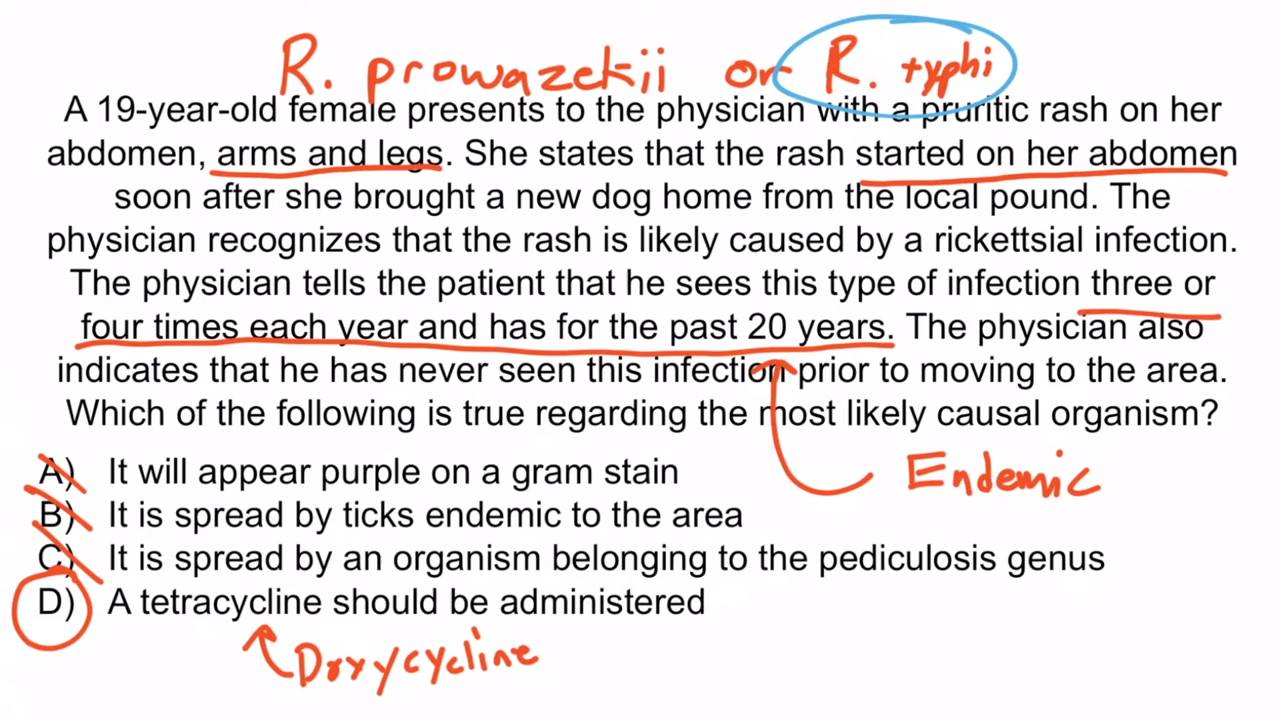 R. prowazekii or R. typhi
A 19-year-old female presents to the physician with a pruritic rash on her
abdomen, arms and legs. She states that the rash started on her abdomen
soon after she brought a new dog home from the local pound. The
physician recognizes that the rash is likely caused by a rickettsial infection.
The physician tells the patient that he sees this type of infection three or
four times each year and has for the past 20 years. The physician also
indicates that he has never seen this infection prior to moving to the area.
Which of the following is true regarding the most likely causal organism?
A) It will appear purple on a gram stain
Endemic
B) It is spread by ticks endemic to the area
C) It is spread by an organism belonging to the pediculosis genus
D) A tetracycline should be administered
Doxycycline